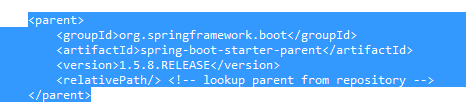 <parent>
<groupId>org.springframework.boot</groupId>
<artifactId>spring-boot-starter-parent</artifactId>
<version>1.5.8.RELEASE</version>
<relativePath/> <!-- lookup parent from repository -->
</parent>